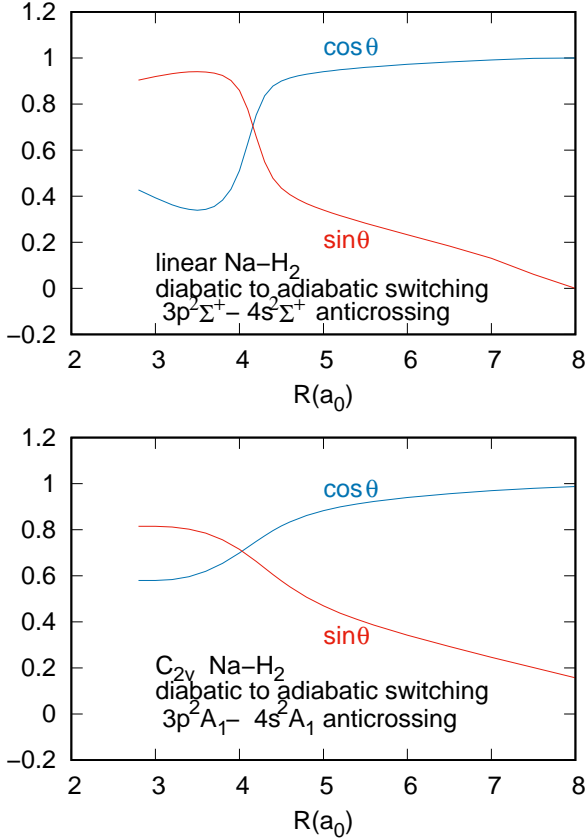 1.2
1
0.8
0.6
0.4
0.2
0
−0.2
cosθ
sinθ
linear Na−H2
diabatic to adiabatic switching
3p²Σ⁺− 4s²Σ⁺ anticrossing
2 3 4 5 6 7 8
R(a0)
1.2
1
0.8
0.6
0.4
0.2
0
−0.2
cosθ
sinθ
C2v Na−H2
diabatic to adiabatic switching
3p²A1− 4s²A1 anticrossing
2 3 4 5 6 7 8
R(a0)